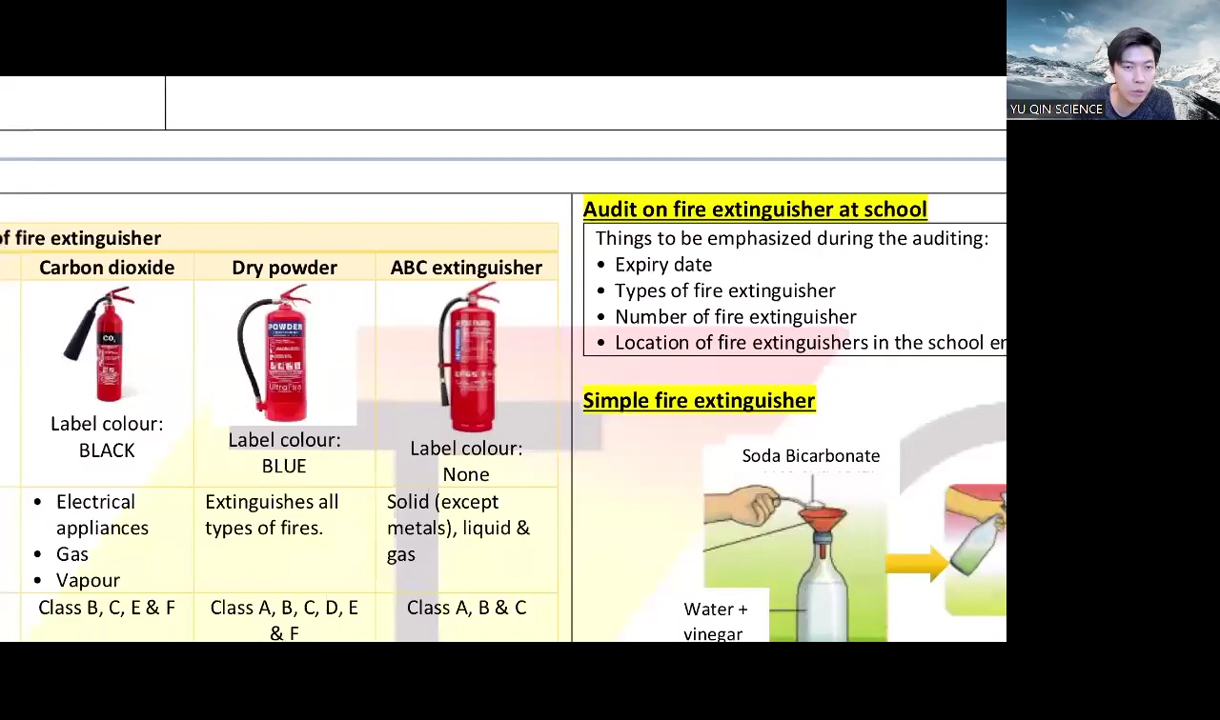 YU QIN SCIENCE
of fire extinguisher
Carbon dioxide
Dry powder
ABC extinguisher
CO₂
POWDER
Label colour:
BLACK
Label colour:
BLUE
Label colour:
None
• Electrical
appliances
• Gas
• Vapour
Extinguishes all
types of fires.
Solid (except
metals), liquid &
gas
Class B, C, E & F
Class A, B, C, D, E
& F
Class A, B & C
Audit on fire extinguisher at school
Things to be emphasized during the auditing:
• Expiry date
• Types of fire extinguisher
• Number of fire extinguisher
• Location of fire extinguishers in the school en
Simple fire extinguisher
Soda Bicarbonate
Water +
vinegar